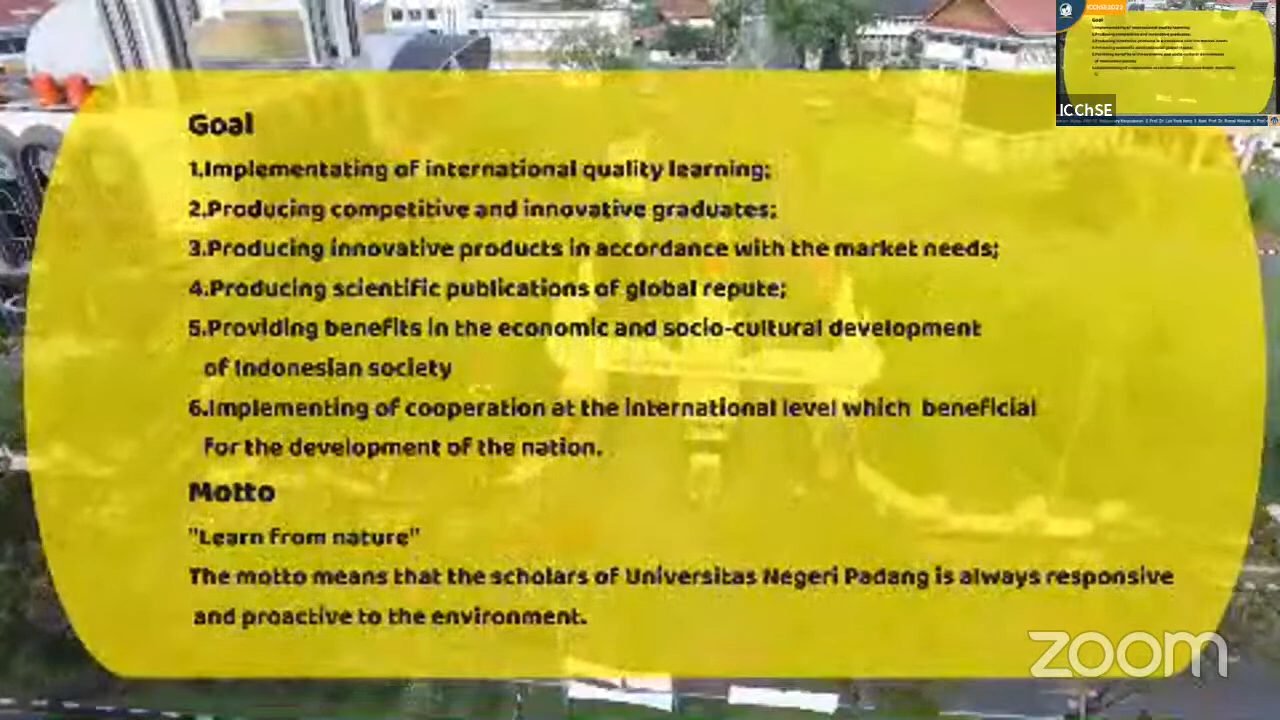 Goal
1.Implementating of international quality learning;
2.Producing competitive and innovative graduates;
3.Producing innovative products in accordance with the market needs;
4.Producing scientific publications of global repute;
5.Providing benefits in the economic and socio-cultural development
of Indonesian society
6.Implementing of cooperation at the international level which beneficial
for the development of the nation.
Motto
"Learn from nature"
The motto means that the scholars of Universitas Negeri Padang is always responsive
and proactive to the environment.
ICChSE2022
Goal
ICChSE
zoom